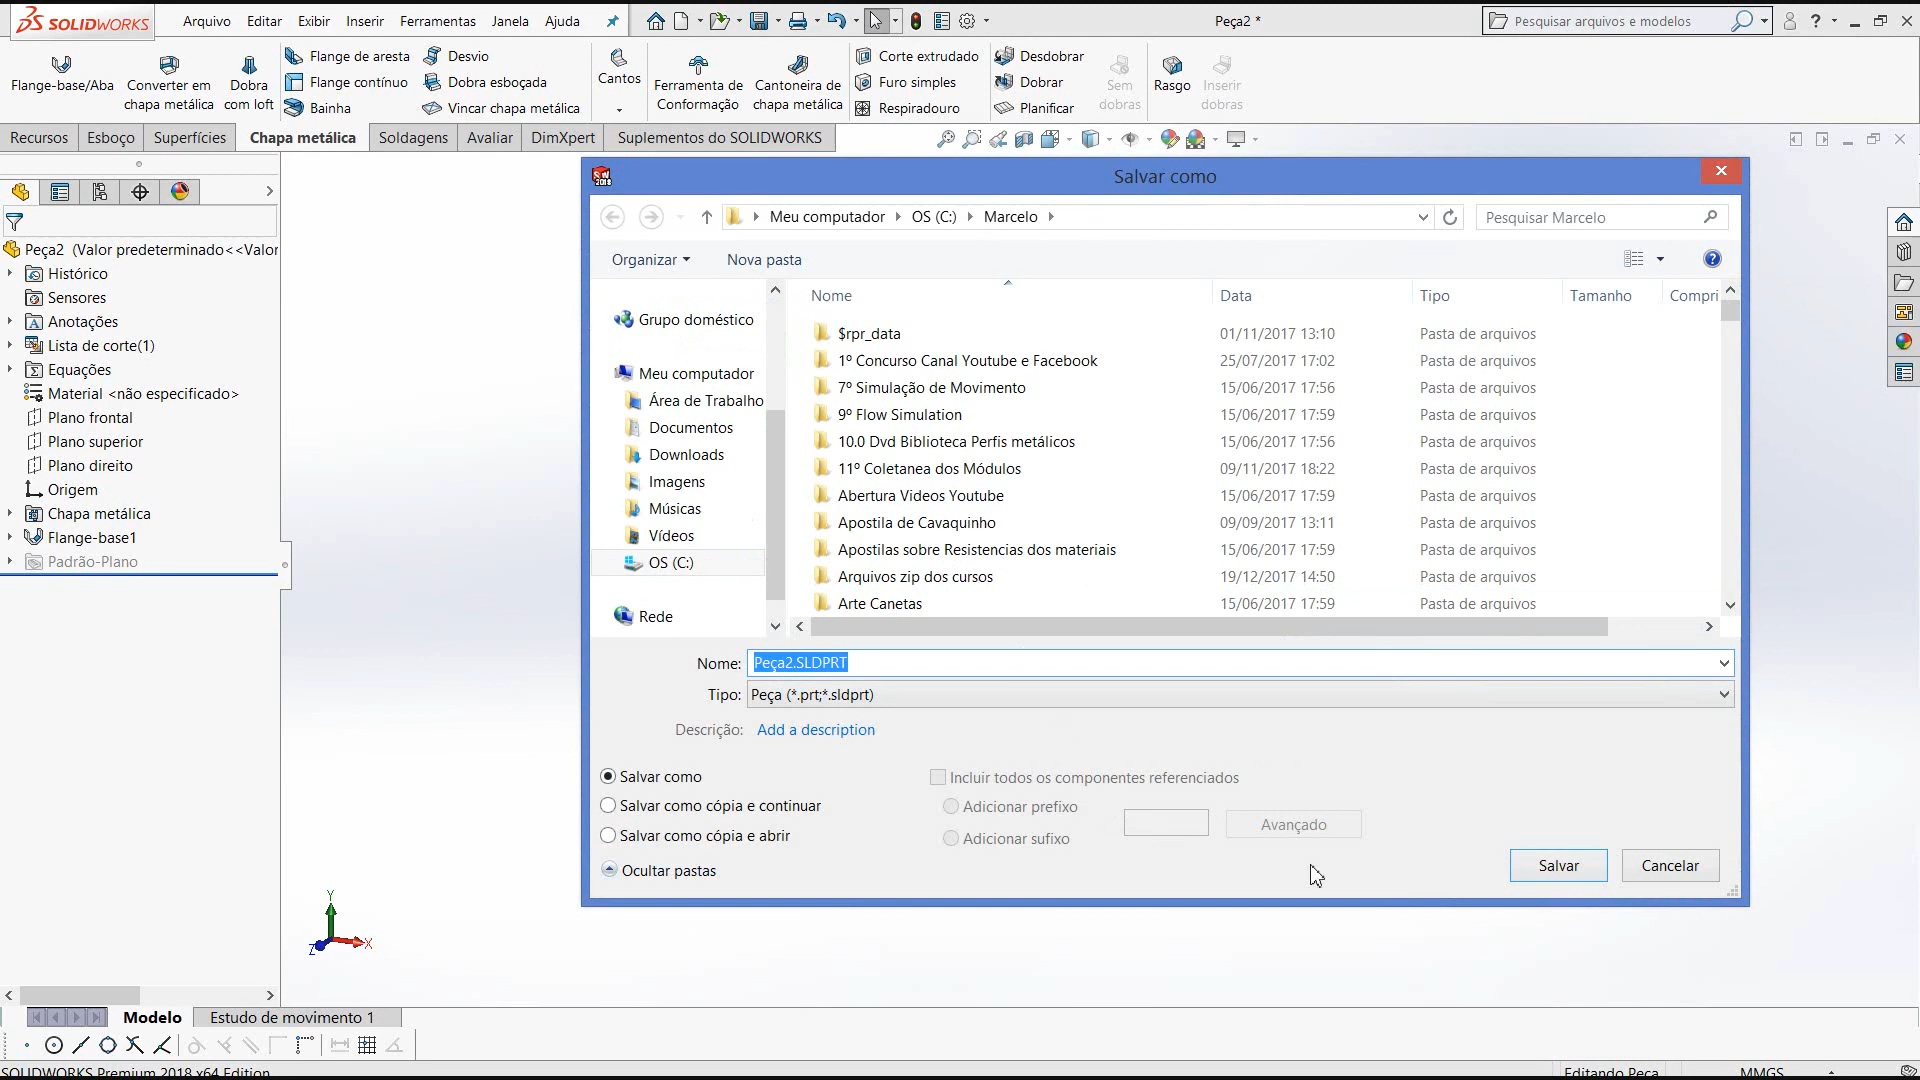 SOLIDWORKS Arquivo Editar Exibir Inserir Ferramentas Janela Ajuda Peça2 * Pesquisar arquivos e modelos ?
Flange-base/Aba
Converter em
chapa metálica
Dobra
com loft
Flange de aresta
Flange contínuo
Bainha
Desvio
Dobra esboçada
Vincar chapa metálica
Cantos
Ferramenta de
Conformação
Cantoneira de
chapa metálica
Corte extrudado
Furo simples
Respiradouro
Desdobrar
Dobrar
Planificar
Sem
dobras
Rasgo
Inserir
dobras
Recursos Esboço Superfícies Chapa metálica Soldagens Avaliar DimXpert Suplementos do SOLIDWORKS
Peça2 (Valor predeterminado<<Valor
Histórico
Sensores
Anotações
Lista de corte(1)
Equações
Material <não especificado>
Plano frontal
Plano superior
Plano direito
Origem
Chapa metálica
Flange-base1
Padrão-Plano
Salvar como
Meu computador OS (C:) Marcelo
Pesquisar Marcelo
Organizar Nova pasta
Grupo doméstico
Meu computador
Área de Trabalho
Documentos
Downloads
Imagens
Músicas
Vídeos
OS (C:)
Rede
Nome Data Tipo Tamanho Compri
$rpr_data 01/11/2017 13:10 Pasta de arquivos
1º Concurso Canal Youtube e Facebook 25/07/2017 17:02 Pasta de arquivos
7º Simulação de Movimento 15/06/2017 17:56 Pasta de arquivos
9º Flow Simulation 15/06/2017 17:59 Pasta de arquivos
10.0 Dvd Biblioteca Perfis metálicos 15/06/2017 17:56 Pasta de arquivos
11º Coletanea dos Módulos 09/11/2017 18:22 Pasta de arquivos
Abertura Videos Youtube 15/06/2017 17:59 Pasta de arquivos
Apostila de Cavaquinho 09/09/2017 13:11 Pasta de arquivos
Apostilas sobre Resistencias dos materiais 15/06/2017 17:59 Pasta de arquivos
Arquivos zip dos cursos 19/12/2017 14:50 Pasta de arquivos
Arte Canetas 15/06/2017 17:59 Pasta de arquivos
Nome: Peça2.SLDPRT
Tipo: Peça (*.prt;*.sldprt)
Descrição: Add a description
Salvar como
Salvar como cópia e continuar
Salvar como cópia e abrir
Ocultar pastas
Incluir todos os componentes referenciados
Adicionar prefixo
Adicionar sufixo
Avançado
Salvar Cancelar
Y
X
Z
Modelo Estudo de movimento 1
SOLIDWORKS Premium 2018 x64 Edition Editando Peça MMGS